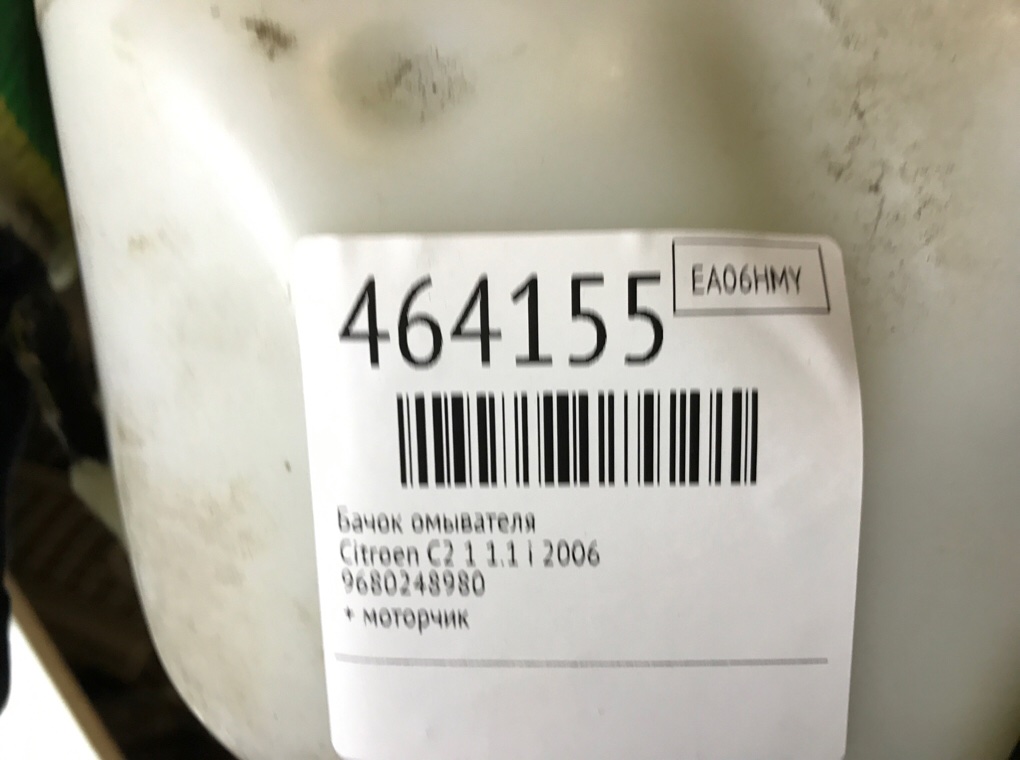 464155
EA06HMY
Бачок омывателя
Citroen C2 1 1.1 i 2006
9680248980
+ моторчик